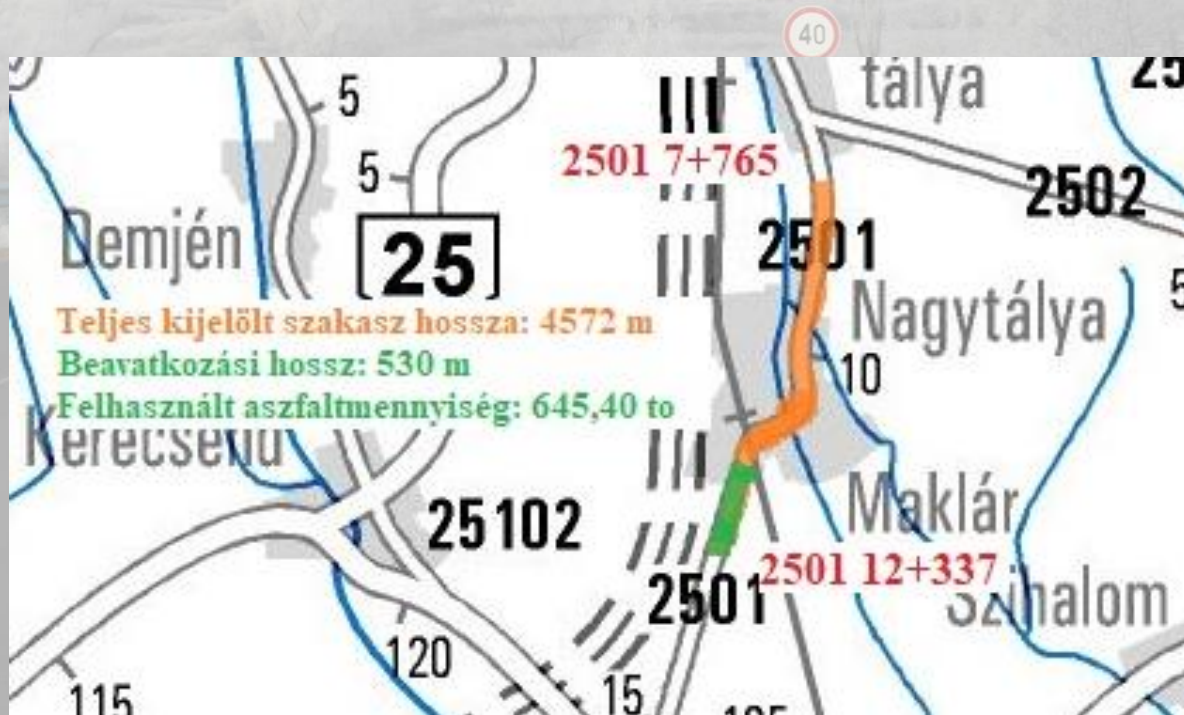 40
tálya
25
5
2501 7+765
5
2502
2501
Demjén
25
5
Nagytálya
Teljes kijelölt szakasz hossza: 4572 m
Beavatkozási hossz: 530 m
10
Felhasznált aszfaltmennyiség: 645,40 to
Kerecsend
Maklár
25102
2501 12+337
2501
Szihalom
120
15
115